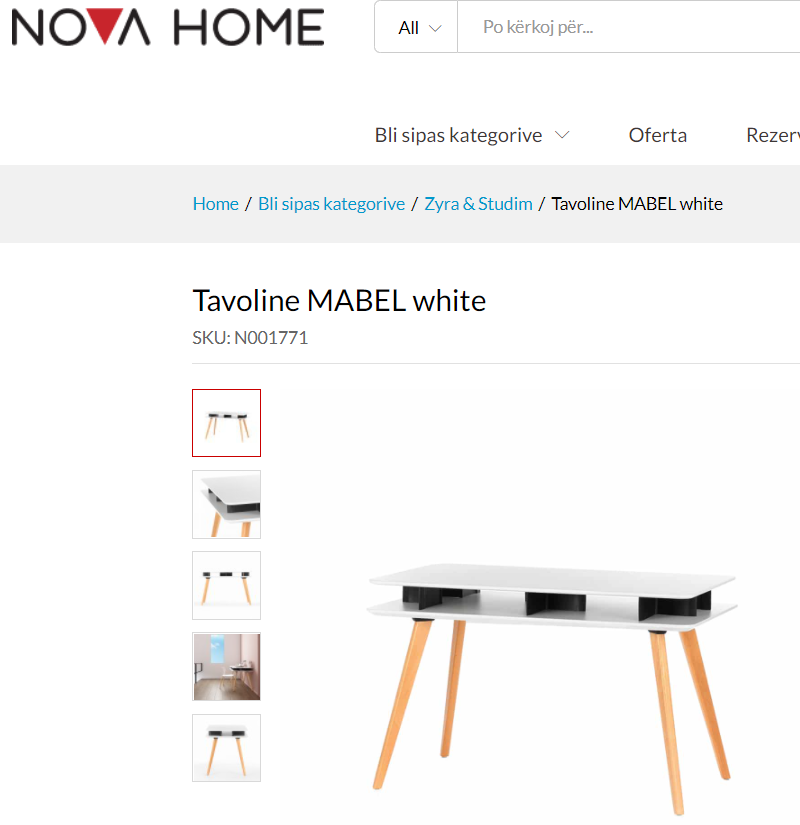 NOVA HOME
All
Po kërkoj për...
Bli sipas kategorive
Oferta
Home / Bli sipas kategorive / Zyra & Studim / Tavoline MABEL white
Tavoline MABEL white
SKU: N001771